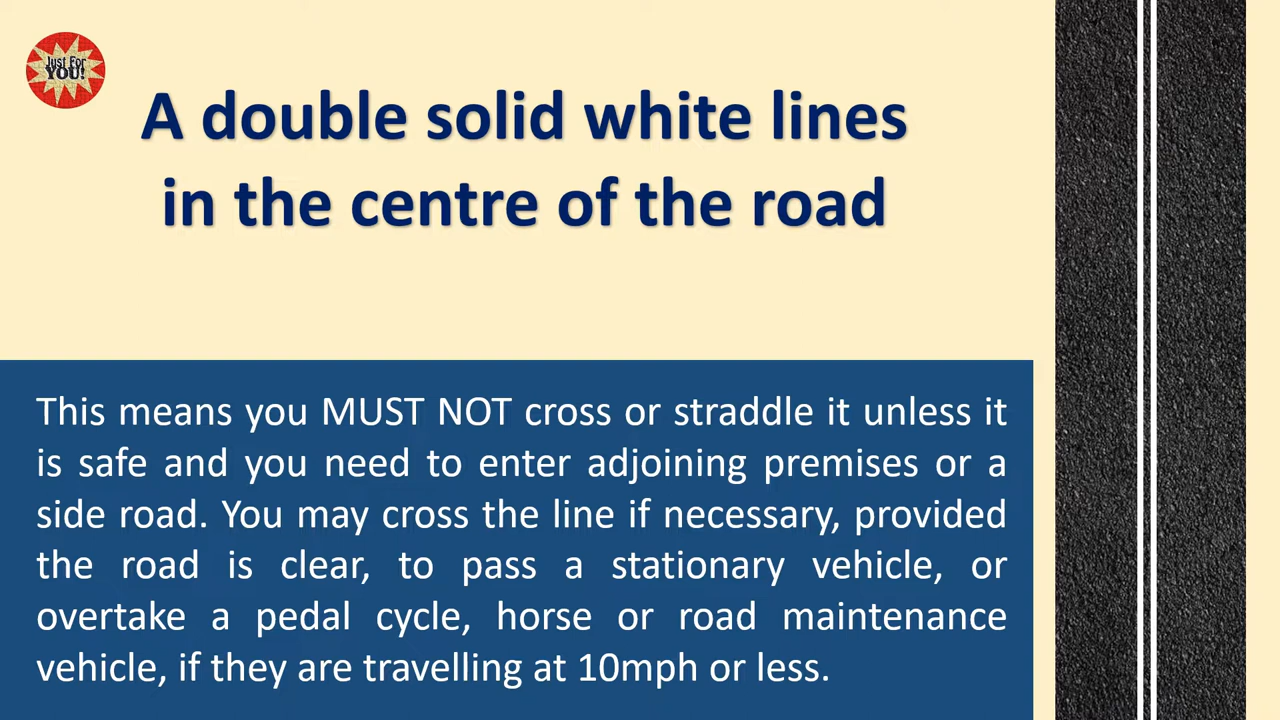 Just For
YOU!
A double solid white lines
in the centre of the road
This means you MUST NOT cross or straddle it unless it
is safe and you need to enter adjoining premises or a
side road. You may cross the line if necessary, provided
the road is clear, to pass a stationary vehicle, or
overtake a pedal cycle, horse or road maintenance
vehicle, if they are travelling at 10mph or less.